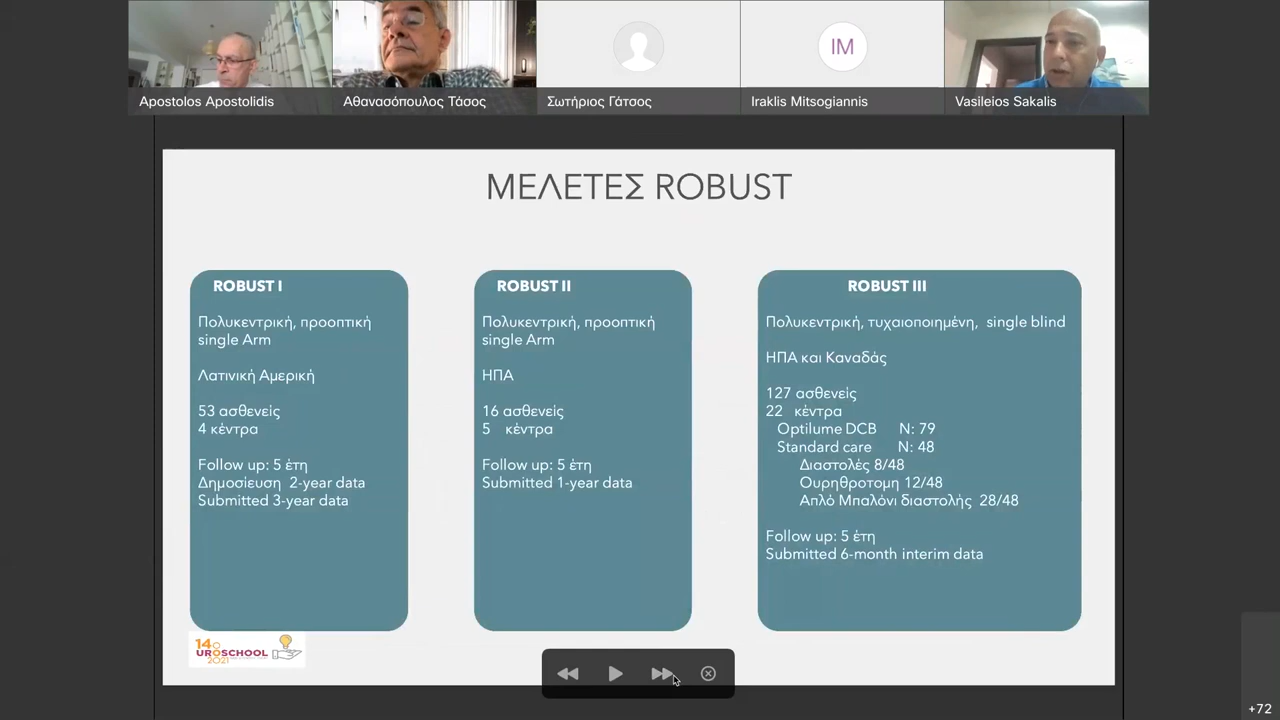 Apostolos Apostolidis
Αθανασόπουλος Τάσος
Σωτήριος Γάτσος
IM
Iraklis Mitsogiannis
Vasileios Sakalis
ΜΕΛΕΤΕΣ ROBUST
ROBUST I
Πολυκεντρική, προοπτική
single Arm
Λατινική Αμερική
53 ασθενείς
4 κέντρα
Follow up: 5 έτη
Δημοσίευση 2-year data
Submitted 3-year data
ROBUST II
Πολυκεντρική, προοπτική
single Arm
ΗΠΑ
16 ασθενείς
5 κέντρα
Follow up: 5 έτη
Submitted 1-year data
ROBUST III
Πολυκεντρική, τυχαιοποιημένη, single blind
ΗΠΑ και Καναδάς
127 ασθενείς
22 κέντρα
Optilume DCB N: 79
Standard care N: 48
Διαστολές 8/48
Ουρηθροτομη 12/48
Απλό Μπαλόνι διαστολής 28/48
Follow up: 5 έτη
Submitted 6-month interim data
14ο
UROSCHOOL
2021
+72